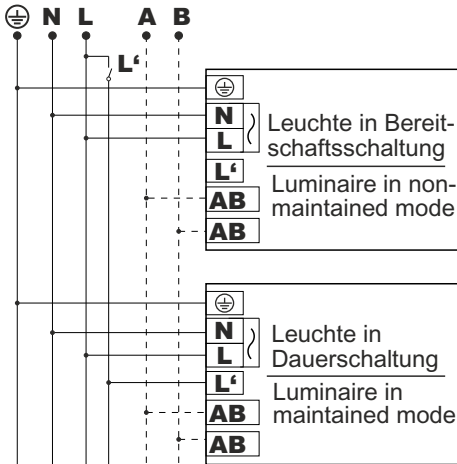 N L A B
L‘
N
L
L‘
AB
AB
Leuchte in Bereit-
schaftsschaltung
Luminaire in non-
maintained mode
N
L
L‘
AB
AB
Leuchte in
Dauerschaltung
Luminaire in
maintained mode